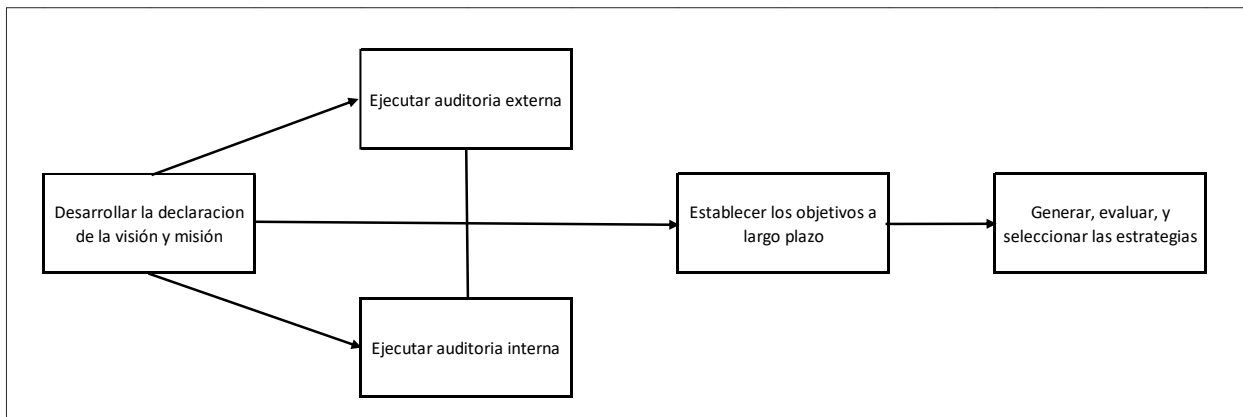 Ejecutar auditoria externa
Desarrollar la declaracion
de la visión y misión
Establecer los objetivos a
largo plazo
Generar, evaluar, y
seleccionar las estrategias
Ejecutar auditoria interna